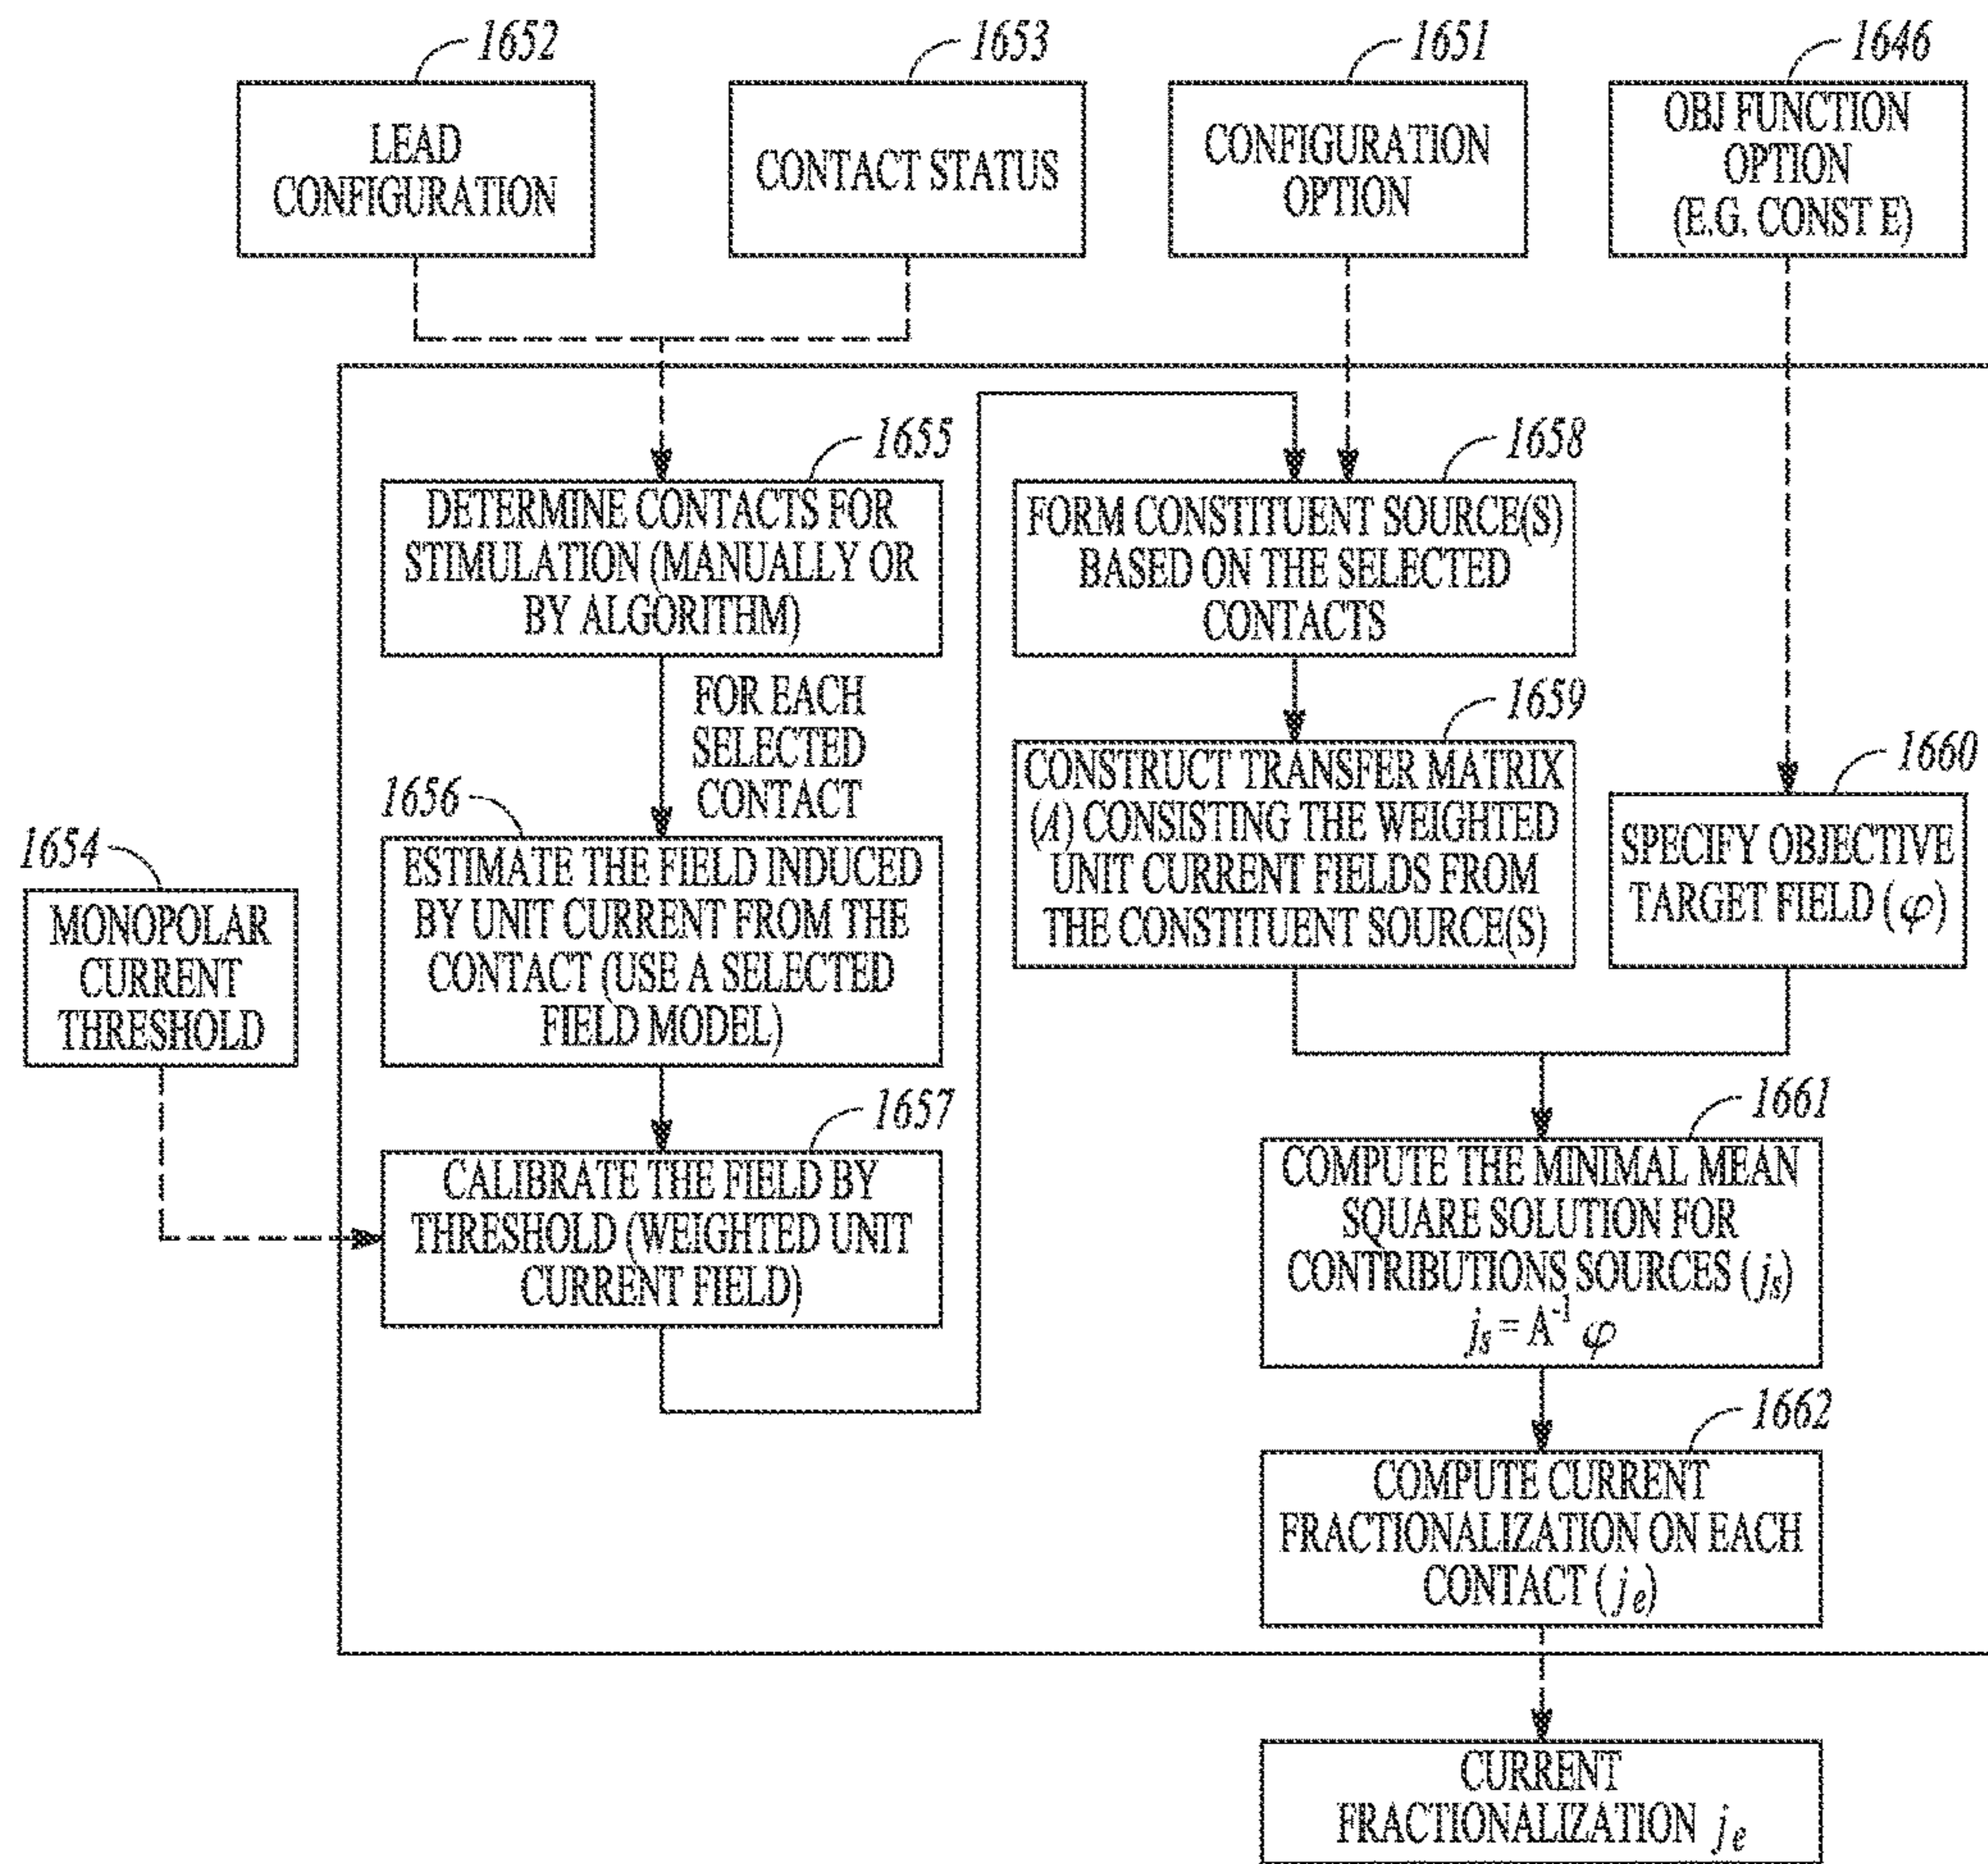 1652
1653
1651
1646
LEAD
CONFIGURATION
CONTACT STATUS
CONFIGURATION
OPTION
OBJ FUNCTION
OPTION
(E.G, CONST E)
1655
DETERMINE CONTACTS FOR
STIMULATION (MANUALLY OR
BY ALGORITHM)
FOR EACH
SELECTED
CONTACT
1656
ESTIMATE THE FIELD INDUCED
BY UNIT CURRENT FROM THE
CONTACT (USE A SELECTED
FIELD MODEL)
1654
MONOPOLAR
CURRENT
THRESHOLD
1657
CALIBRATE THE FIELD BY
THRESHOLD (WEIGHTED UNIT
CURRENT FIELD)
1658
FORM CONSTITUENT SOURCE(S)
BASED ON THE SELECTED
CONTACTS
1659
CONSTRUCT TRANSFER MATRIX
(A) CONSISTING THE WEIGHTED
UNIT CURRENT FIELDS FROM
THE CONSTITUENT SOURCE(S)
1660
SPECIFY OBJECTIVE
TARGET FIELD (φ)
1661
COMPUTE THE MINIMAL MEAN
SQUARE SOLUTION FOR
CONTRIBUTIONS SOURCES (js)
js = A⁻¹ φ
1662
COMPUTE CURRENT
FRACTIONALIZATION ON EACH
CONTACT (je)
CURRENT
FRACTIONALIZATION je